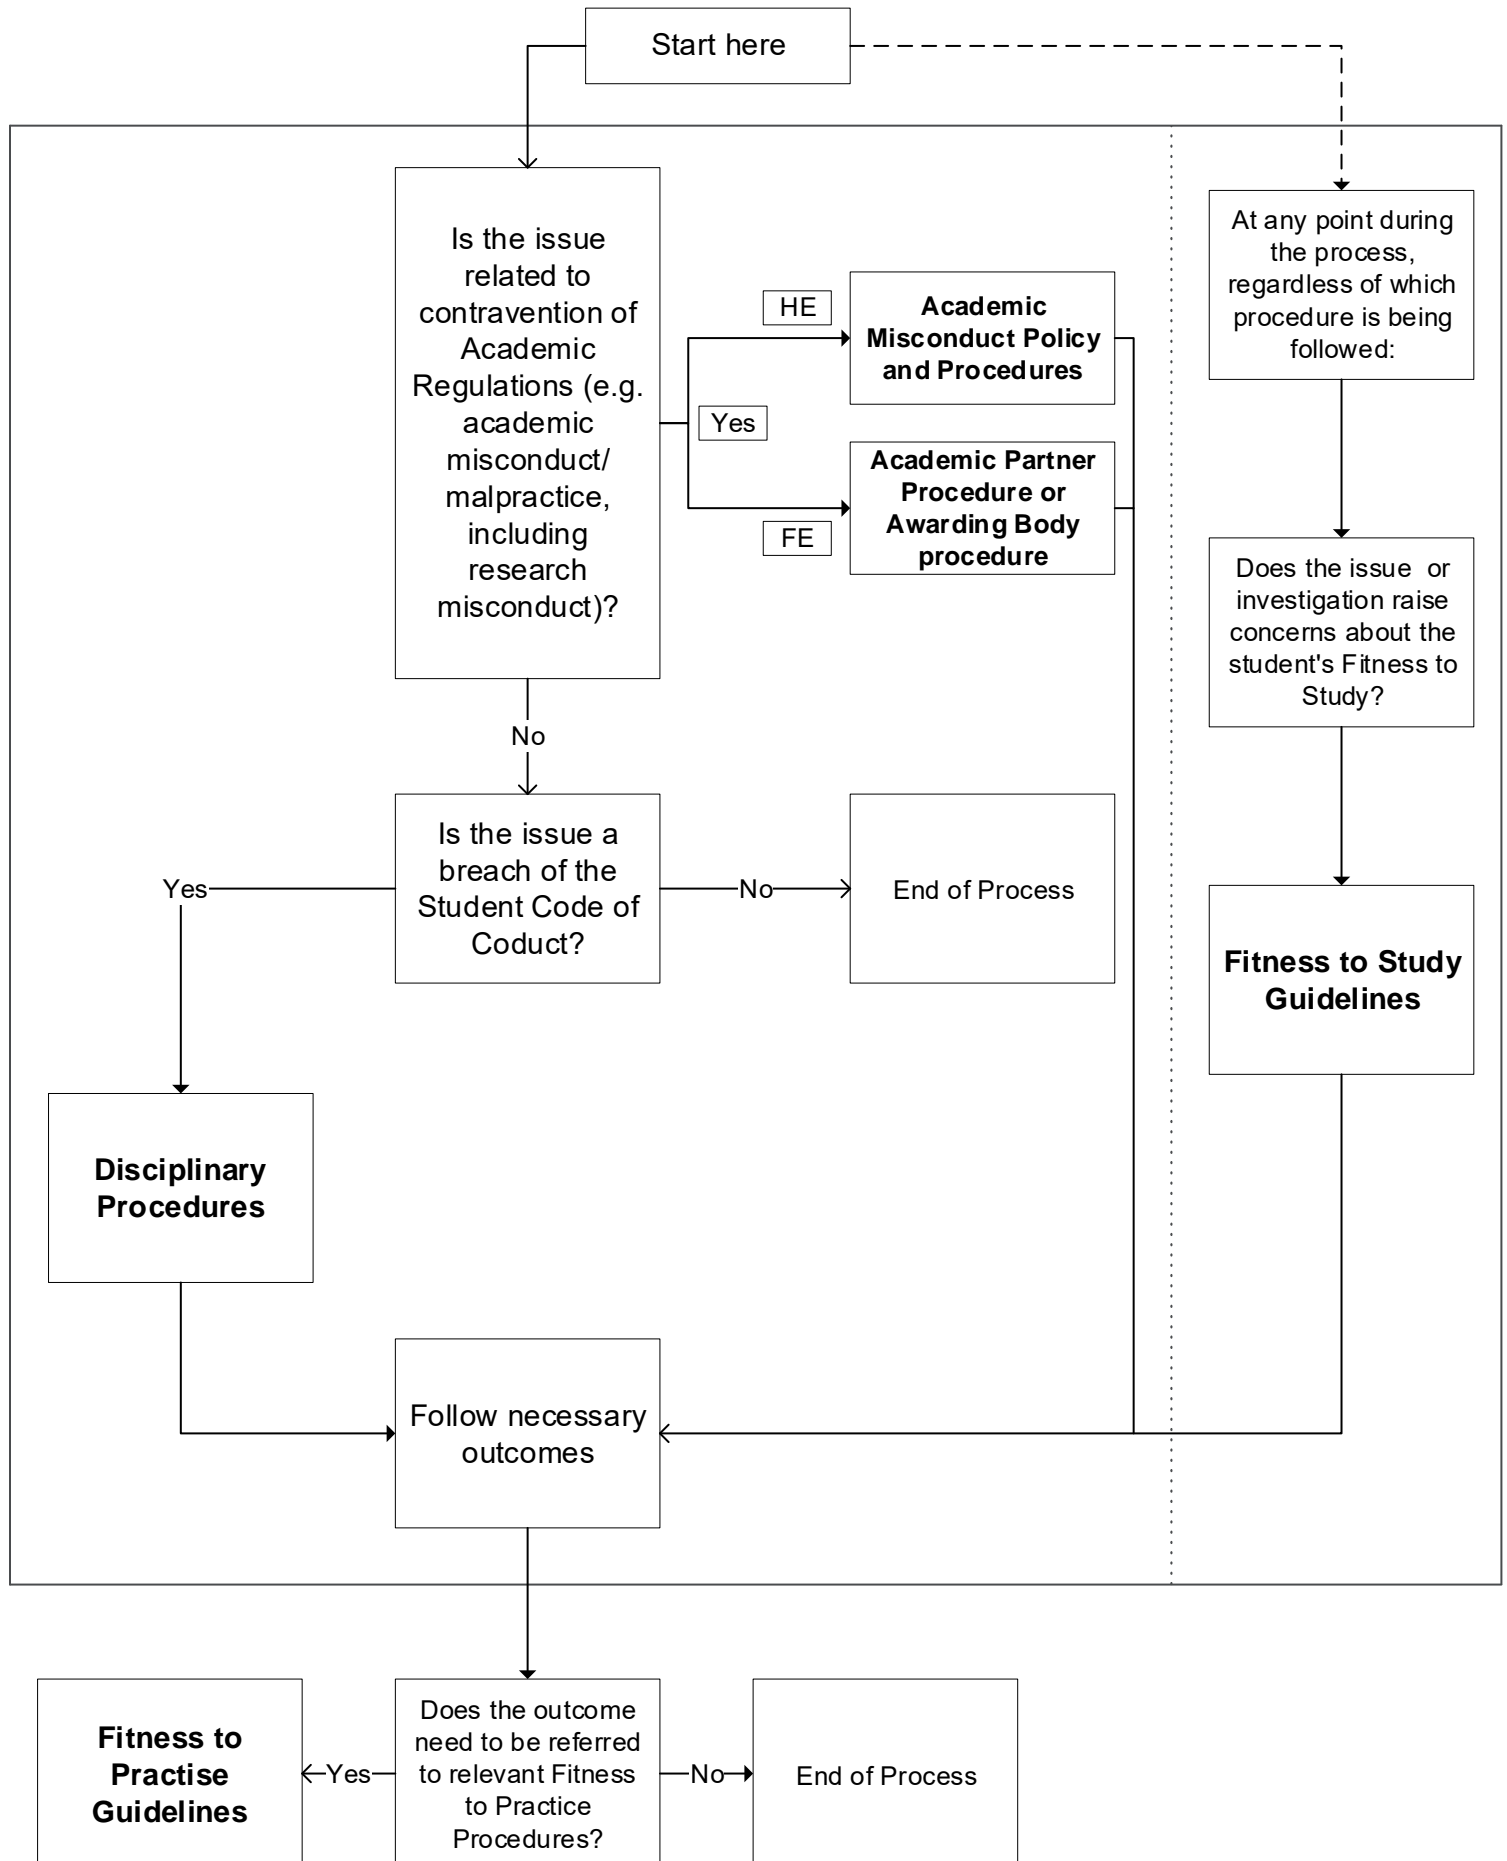 Start here
Is the issue
related to
contravention of
Academic
Regulations (e.g.
academic
misconduct/
malpractice,
including
research
misconduct)?
HE
Academic
Misconduct Policy
and Procedures
Yes
Academic Partner
Procedure or
Awarding Body
procedure
FE
At any point during
the process,
regardless of which
procedure is being
followed:
Does the issue or
investigation raise
concerns about the
student's Fitness to
Study?
No
Is the issue a
breach of the
Student Code of
Coduct?
Yes
No
End of Process
Fitness to Study
Guidelines
Disciplinary
Procedures
Follow necessary
outcomes
Fitness to
Practise
Guidelines
Yes
Does the outcome
need to be referred
to relevant Fitness
to Practice
Procedures?
No
End of Process